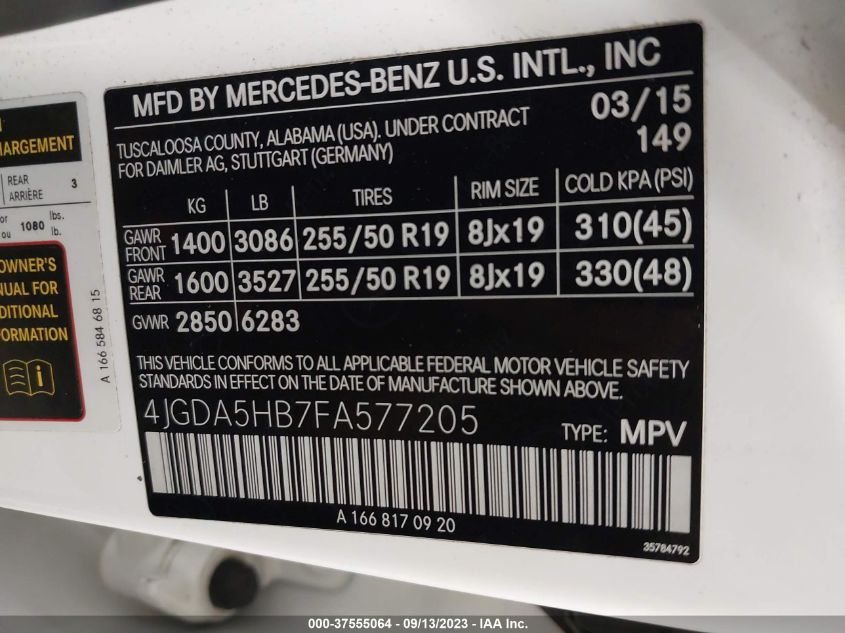 HARGEMENT
REAR
ARRIÈRE 3
or
ou 1080 lbs.
lb.
OWNER'S
NUAL FOR
DITIONAL
FORMATION
A 166 584 68 15
MFD BY MERCEDES-BENZ U.S. INTL., INC
TUSCALOOSA COUNTY, ALABAMA (USA). UNDER CONTRACT
FOR DAIMLER AG, STUTTGART (GERMANY)
03/15
149
KG LB TIRES RIM SIZE COLD KPA (PSI)
GAWR FRONT 1400 3086 255/50 R19 8Jx19 310(45)
GAWR REAR 1600 3527 255/50 R19 8Jx19 330(48)
GVWR 2850 6283
THIS VEHICLE CONFORMS TO ALL APPLICABLE FEDERAL MOTOR VEHICLE SAFETY
STANDARDS IN EFFECT ON THE DATE OF MANUFACTURE SHOWN ABOVE.
4JGDA5HB7FA577205
TYPE: MPV
A 166 817 09 20
35784792
000-37555064 - 09/13/2023 - IAA Inc.